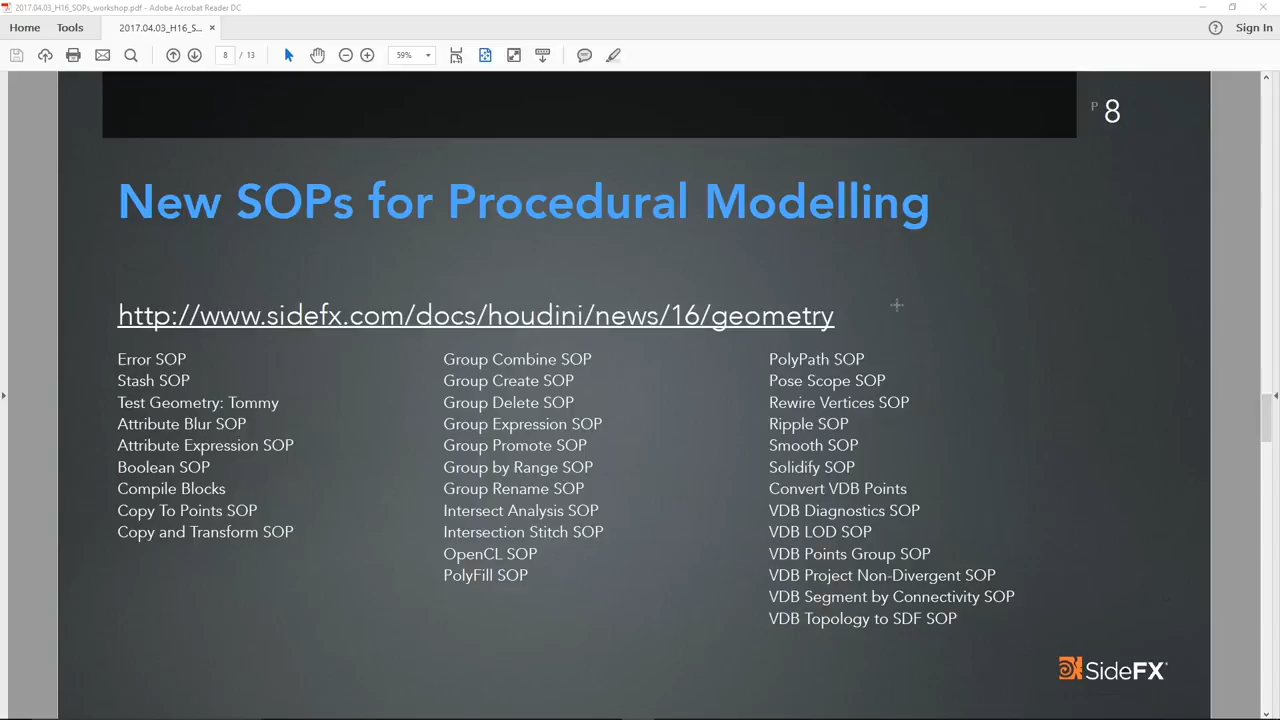 2017.04.03_H16_SOPs_workshop.pdf - Adobe Acrobat Reader DC
Home
Tools
2017.04.03_H16_S...
Sign In
8 / 13
59%
P 8
New SOPs for Procedural Modelling
http://www.sidefx.com/docs/houdini/news/16/geometry
Error SOP
Stash SOP
Test Geometry: Tommy
Attribute Blur SOP
Attribute Expression SOP
Boolean SOP
Compile Blocks
Copy To Points SOP
Copy and Transform SOP
Group Combine SOP
Group Create SOP
Group Delete SOP
Group Expression SOP
Group Promote SOP
Group by Range SOP
Group Rename SOP
Intersect Analysis SOP
Intersection Stitch SOP
OpenCL SOP
PolyFill SOP
PolyPath SOP
Pose Scope SOP
Rewire Vertices SOP
Ripple SOP
Smooth SOP
Solidify SOP
Convert VDB Points
VDB Diagnostics SOP
VDB LOD SOP
VDB Points Group SOP
VDB Project Non-Divergent SOP
VDB Segment by Connectivity SOP
VDB Topology to SDF SOP
SideFX